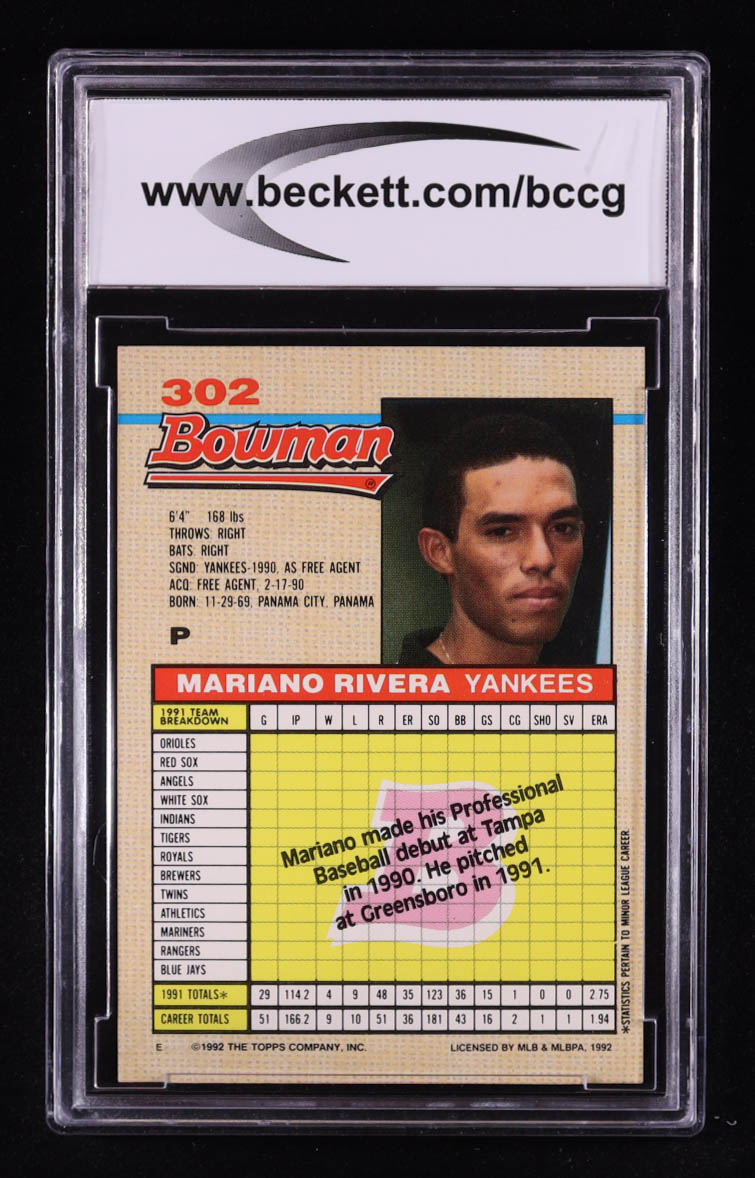 www.beckett.com/bccg
302
Bowman
®
6'4" 168 lbs
THROWS: RIGHT
BATS: RIGHT
SGND: YANKEES-1990, AS FREE AGENT
ACQ: FREE AGENT, 2-17-90
BORN: 11-29-69, PANAMA CITY, PANAMA
P
MARIANO RIVERA YANKEES
1991 TEAM BREAKDOWN G IP W L R ER SO BB GS CG SHO SV ERA
ORIOLES
RED SOX
ANGELS
WHITE SOX
INDIANS
TIGERS
ROYALS
BREWERS
TWINS
ATHLETICS
MARINERS
RANGERS
BLUE JAYS
B
Mariano made his Professional
Baseball debut at Tampa
in 1990. He pitched
at Greensboro in 1991.
1991 TOTALS* 29 114.2 4 9 48 35 123 36 15 1 0 0 2.75
CAREER TOTALS 51 166.2 9 10 51 36 181 43 16 2 1 1 1.94
*STATISTICS PERTAIN TO MINOR LEAGUE CAREER.
E ©1992 THE TOPPS COMPANY, INC. LICENSED BY MLB & MLBPA, 1992